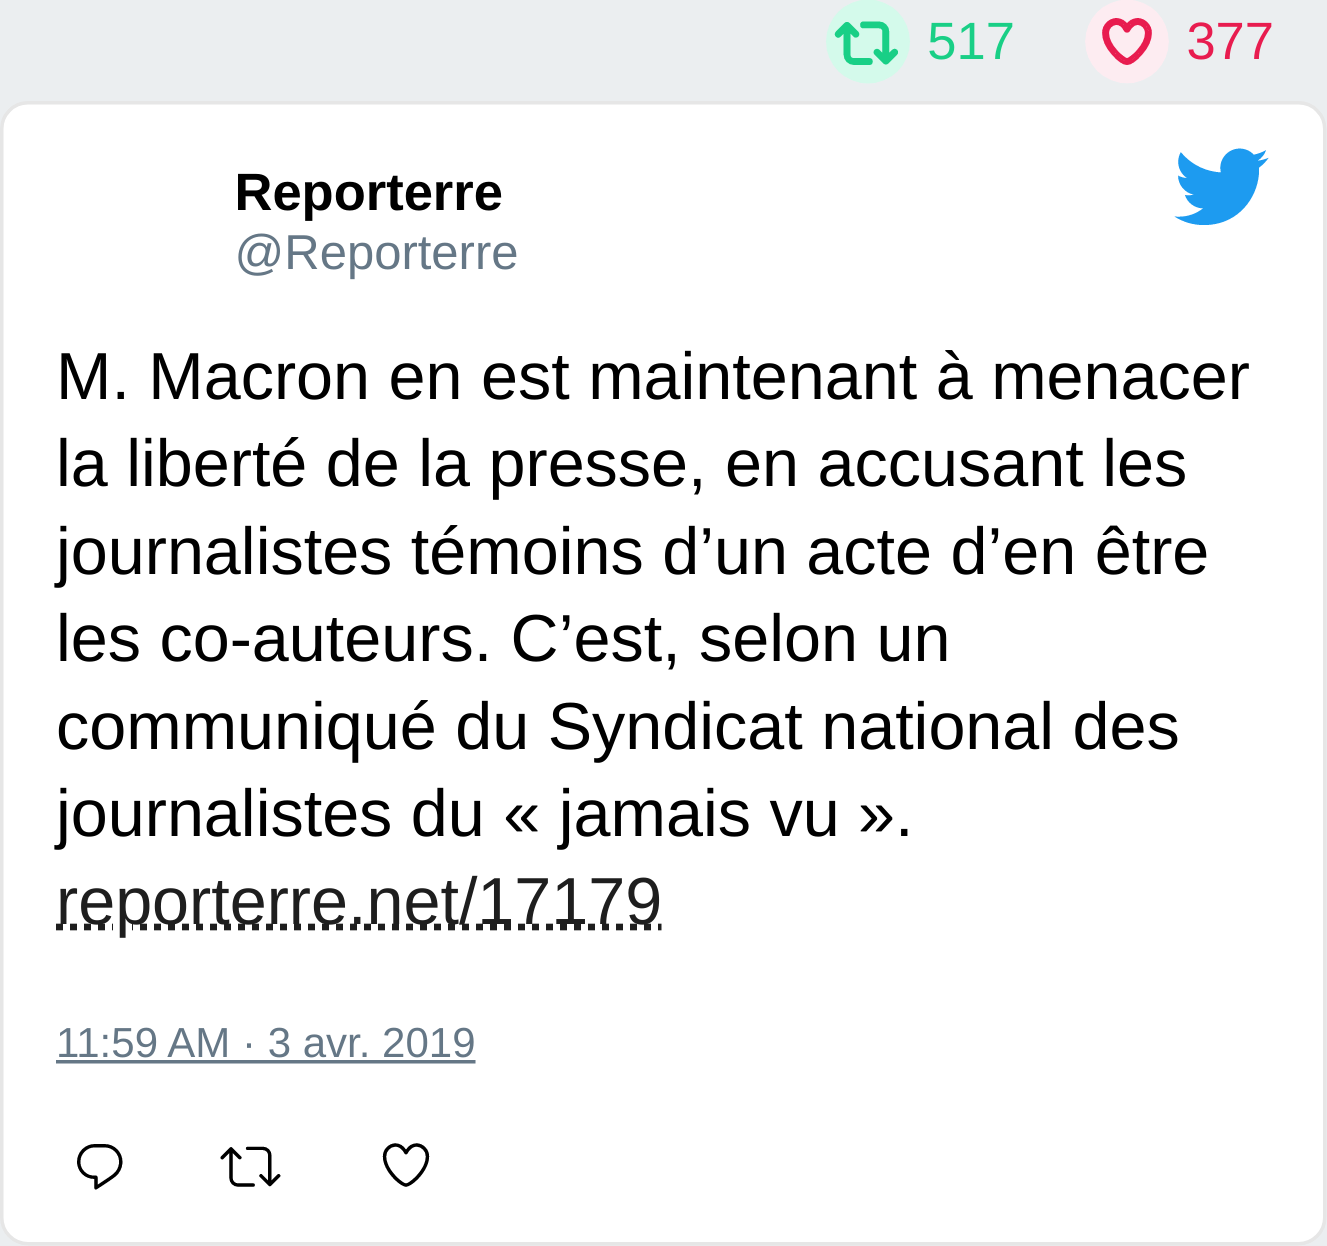 517 377
Reporterre
@Reporterre
M. Macron en est maintenant à menacer
la liberté de la presse, en accusant les
journalistes témoins d’un acte d’en être
les co-auteurs. C’est, selon un
communiqué du Syndicat national des
journalistes du « jamais vu ».
reporterre.net/17179
11:59 AM · 3 avr. 2019